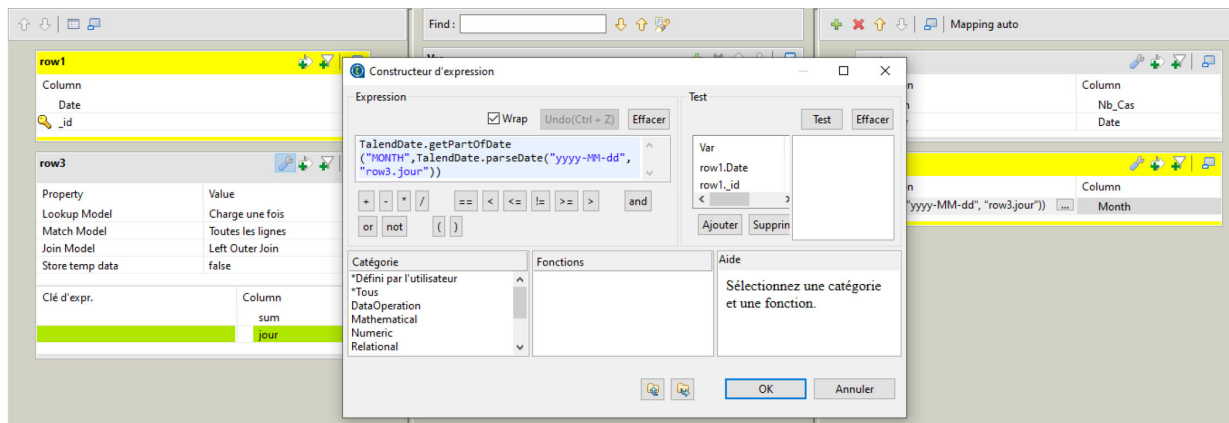 Find :
Mapping auto
row1
Column
Date
_id
row3
Property Value
Lookup Model Charge une fois
Match Model Toutes les lignes
Join Model Left Outer Join
Store temp data false
Clé d'expr. Column
sum
jour
Constructeur d'expression
Expression
Wrap Undo(Ctrl + Z) Effacer
TalendDate.getPartOfDate
("MONTH",TalendDate.parseDate("yyyy-MM-dd",
"row3.jour"))
+ - * / == < <= != >= > and
or not ( )
Test
Test Effacer
Var
row1.Date
row1._id
Ajouter Supprin
Catégorie
*Défini par l'utilisateur
*Tous
DataOperation
Mathematical
Numeric
Relational
Fonctions
Aide
Sélectionnez une catégorie
et une fonction.
OK Annuler
Column
Nb_Cas
Date
Column
"yyyy-MM-dd", "row3.jour")) ... Month